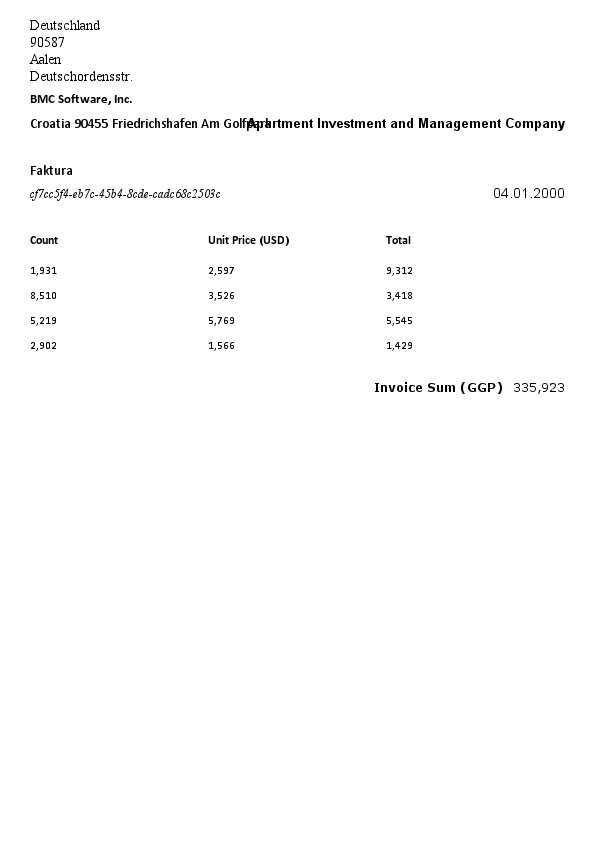 Deutschland
90587
Aalen
Deutschordensstr.
BMC Software, Inc.
Croatia 90455 Friedrichshafen Am Golfpark Apartment Investment and Management Company
Faktura
cf7cc5f4-eb7c-45b4-8cde-cadc68c2503c 04.01.2000
Count Unit Price (USD) Total
1,931 2,597 9,312
8,510 3,526 3,418
5,219 5,769 5,545
2,902 1,566 1,429
Invoice Sum (GGP) 335,923